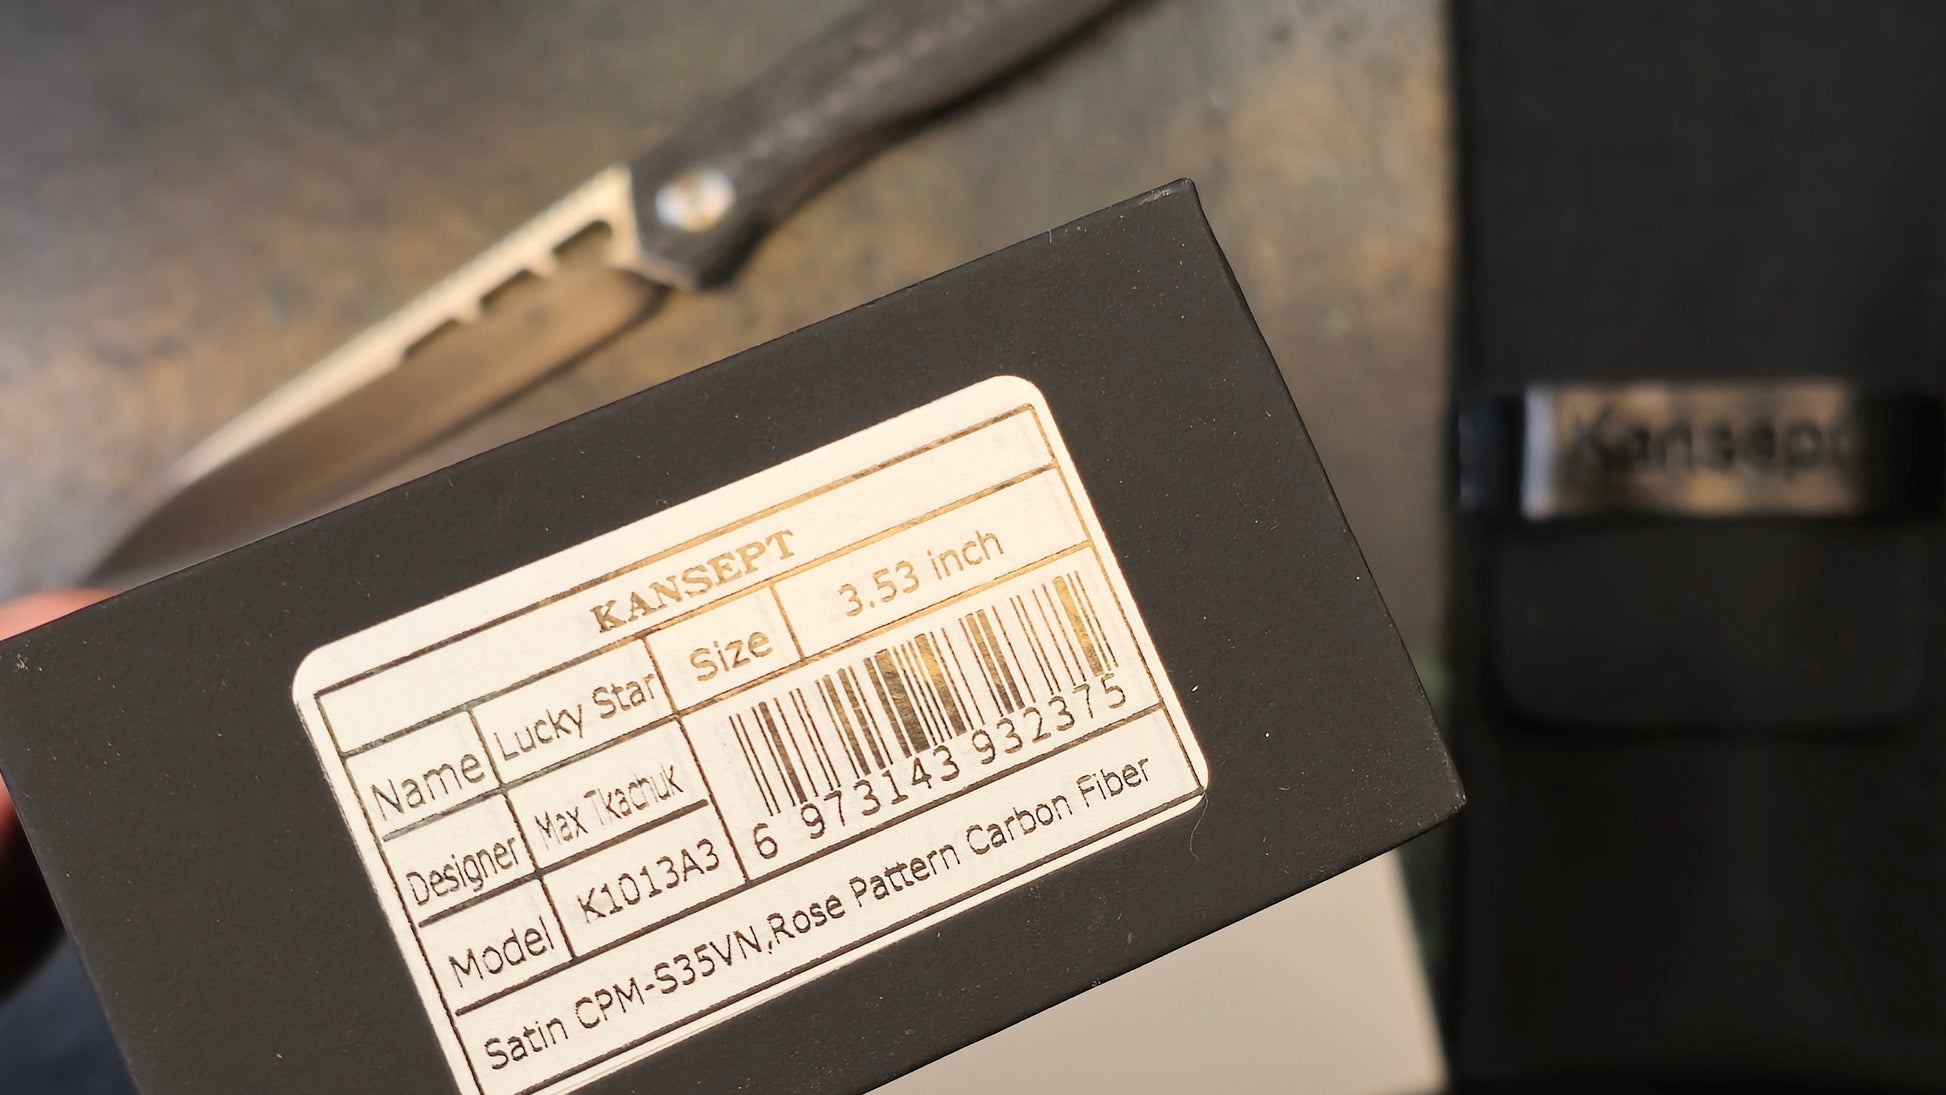 KANSEPT
Name Lucky Star Size 3.53 inch
Designer Max Tkachuk
Model K1013A3
6 973143 932375
Satin CPM-S35VN,Rose Pattern Carbon Fiber
Kansept